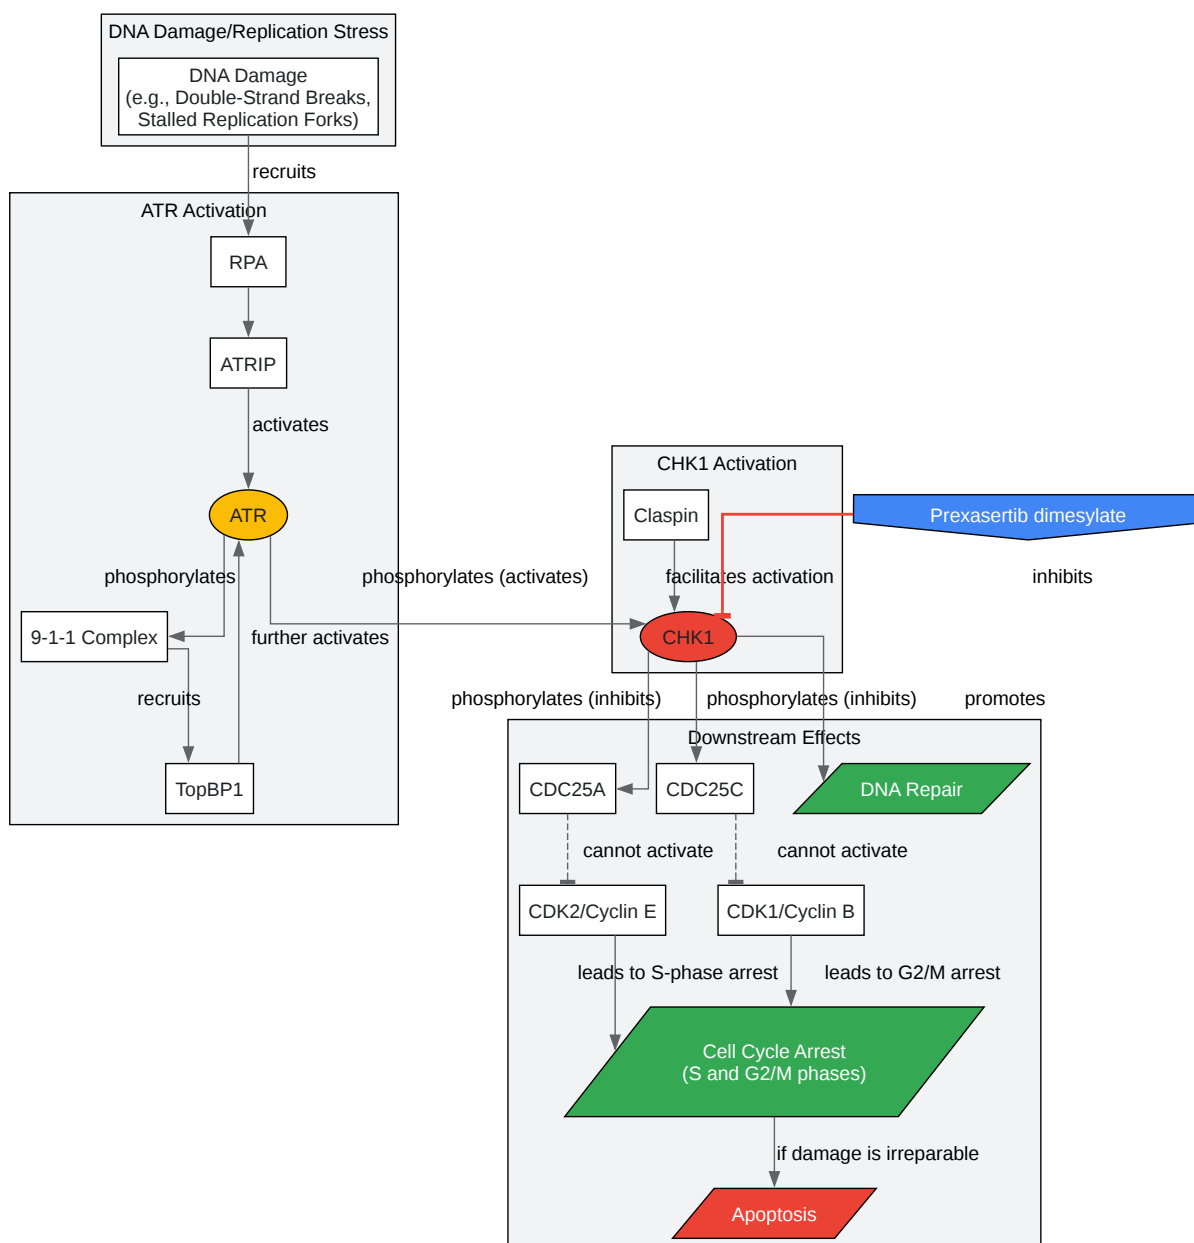 DNA Damage/Replication Stress
DNA Damage
(e.g., Double-Strand Breaks,
Stalled Replication Forks)
recruits
ATR Activation
RPA
ATRIP
activates
CHK1 Activation
Claspin
Prexasertib dimesylate
ATR
phosphorylates
phosphorylates (activates)
facilitates activation
inhibits
9-1-1 Complex
further activates
CHK1
recruits
phosphorylates (inhibits)
phosphorylates (inhibits)
promotes
Downstream Effects
TopBP1
CDC25A
CDC25C
DNA Repair
cannot activate
cannot activate
CDK2/Cyclin E
CDK1/Cyclin B
leads to S-phase arrest
leads to G2/M arrest
Cell Cycle Arrest
(S and G2/M phases)
if damage is irreparable
Apoptosis